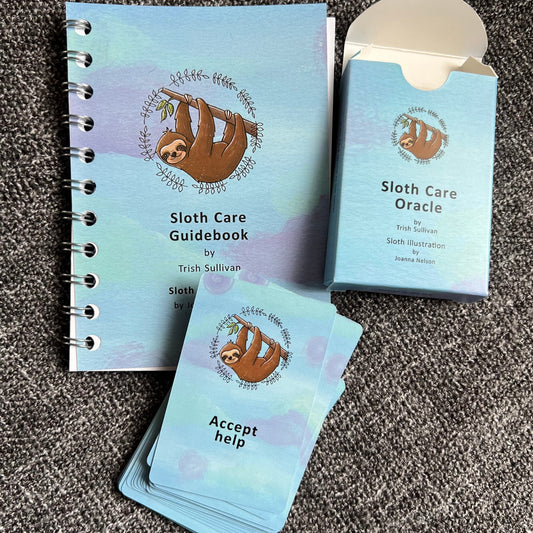 Sloth Care
Guidebook
by
Trish Sullivan
Sloth
by
Sloth Care
Oracle
by
Trish Sullivan
Sloth illustration
by
Joanna Nelson
Accept
help